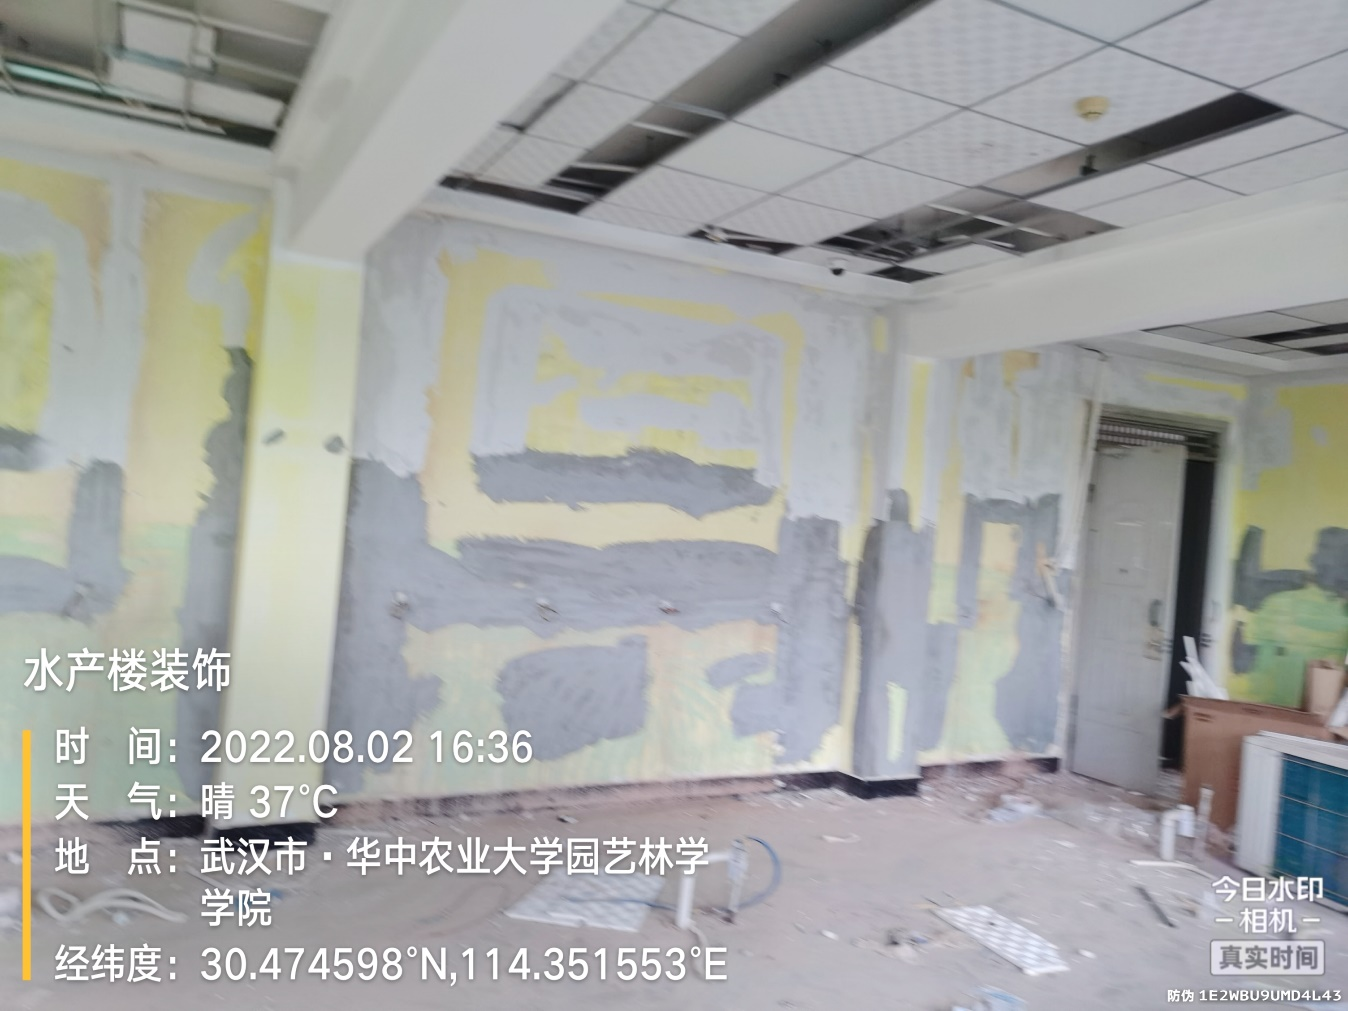 水产楼装饰
时 间：2022.08.02 16:36
天 气：晴 37℃
地 点：武汉市·华中农业大学园艺林学
学院
经纬度：30.474598°N,114.351553°E
今日水印
相机
真实时间
防伪 1E2WBU9UMD4L43